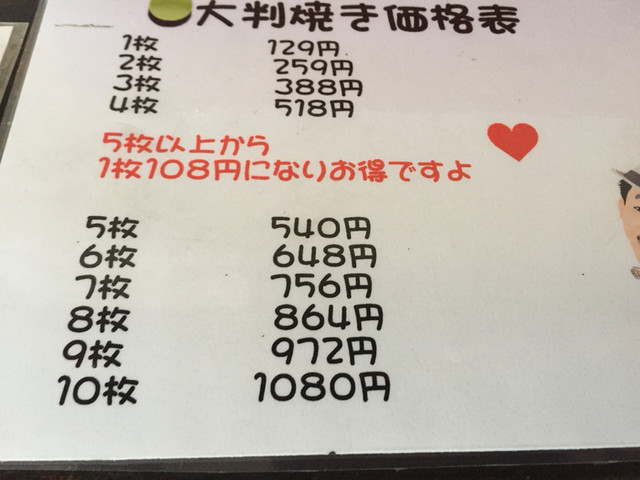 大判焼き価格表
1枚 129円
2枚 259円
3枚 388円
4枚 518円
5枚以上から
1枚108円になりお得ですよ
5枚 540円
6枚 648円
7枚 756円
8枚 864円
9枚 972円
10枚 1080円